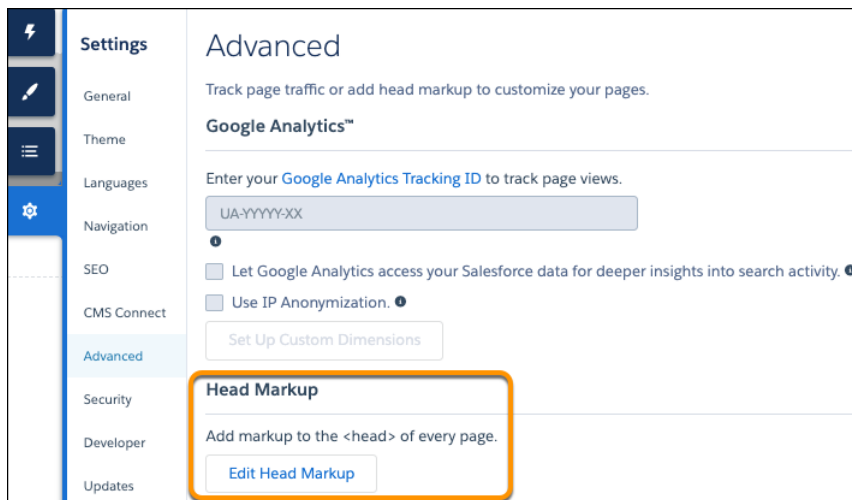 Settings
General
Theme
Languages
Navigation
SEO
CMS Connect
Advanced
Security
Developer
Updates
Advanced
Track page traffic or add head markup to customize your pages.
Google Analytics™
Enter your Google Analytics Tracking ID to track page views.
UA-YYYYY-XX
Let Google Analytics access your Salesforce data for deeper insights into search activity.
Use IP Anonymization.
Set Up Custom Dimensions
Head Markup
Add markup to the <head> of every page.
Edit Head Markup